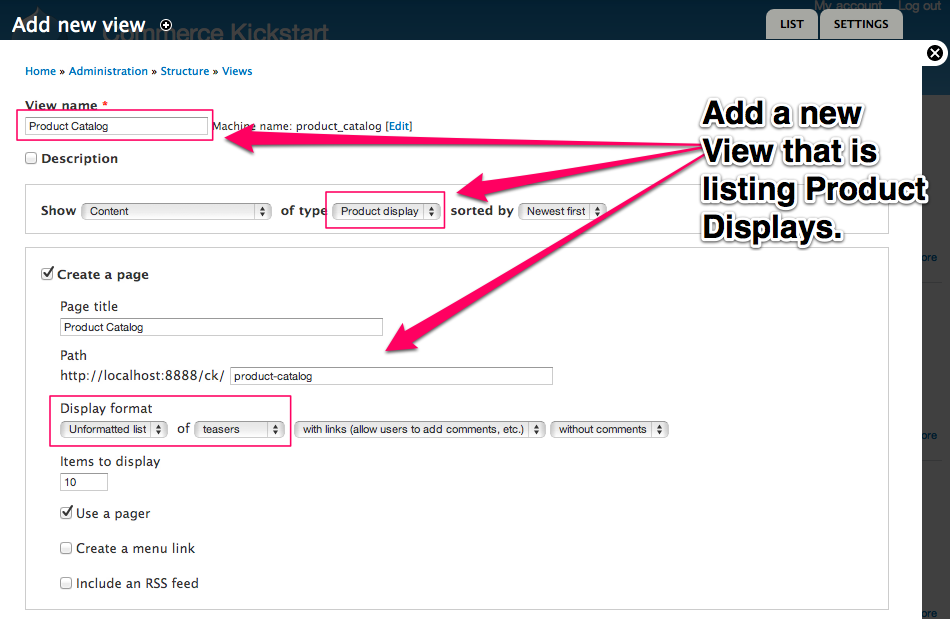 My account Log out
Add new view
Commerce Kickstart
LIST SETTINGS
Home » Administration » Structure » Views
View name *
Product Catalog Machine name: product_catalog [Edit]
Description
Show Content of type Product display sorted by Newest first
Add a new
View that is
listing Product
Displays.
Create a page
Page title
Product Catalog
Path
http://localhost:8888/ck/ product-catalog
Display format
Unformatted list of teasers with links (allow users to add comments, etc.) without comments
Items to display
10
Use a pager
Create a menu link
Include an RSS feed